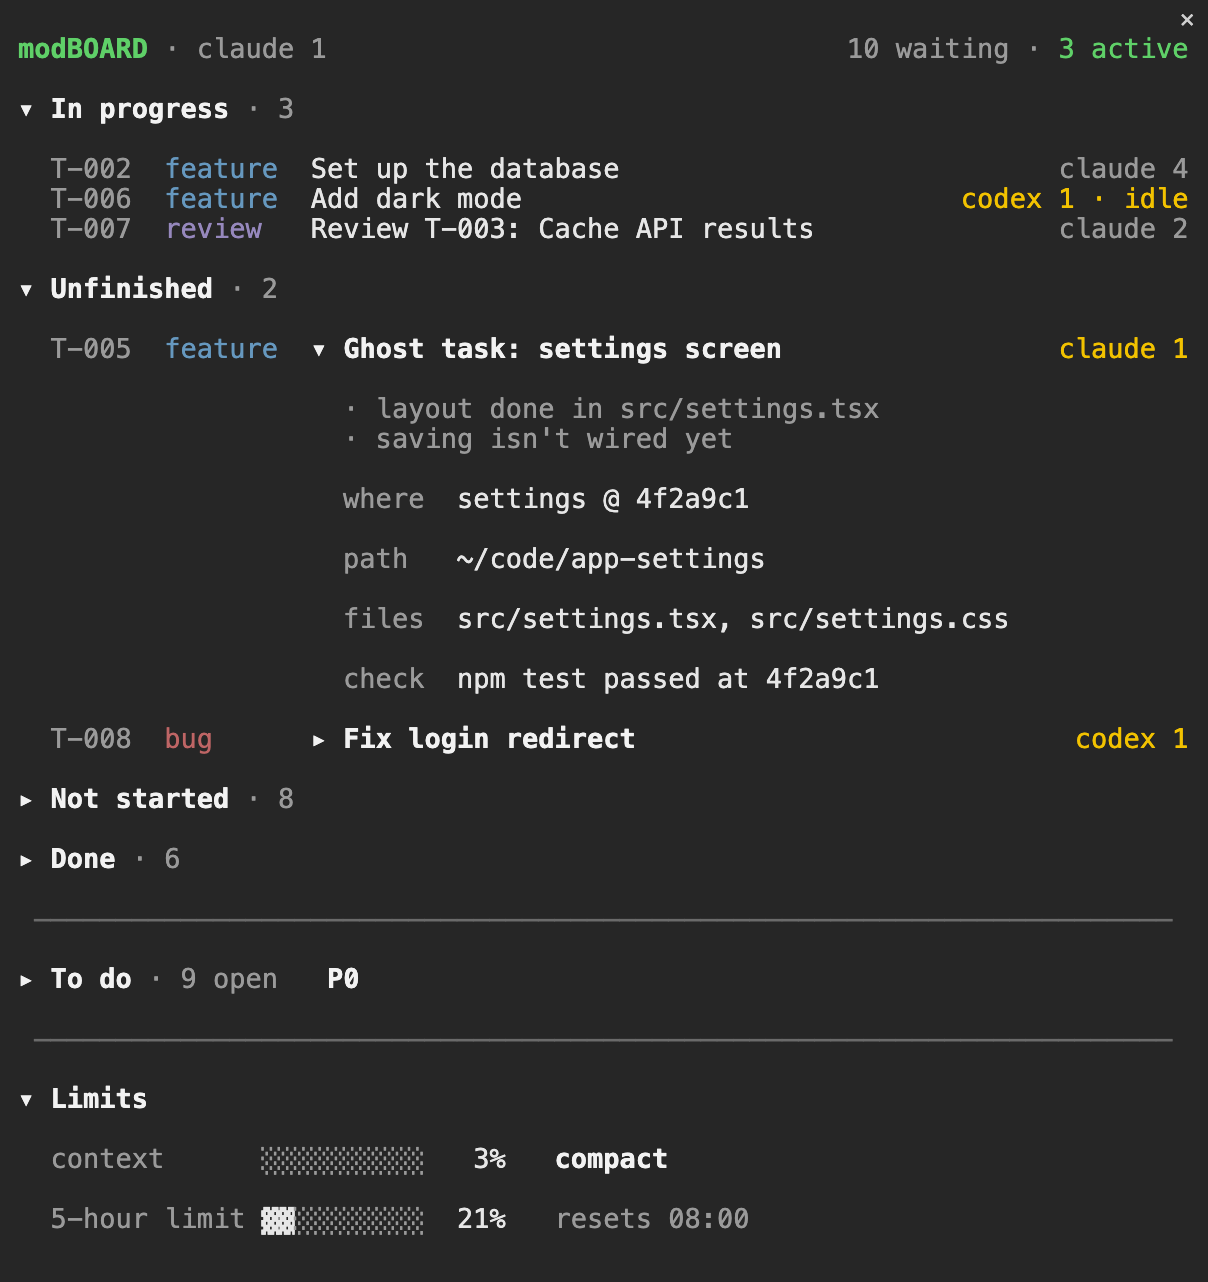 ×
modBOARD · claude 1 10 waiting · 3 active
▼ In progress · 3
T-002 feature Set up the database claude 4
T-006 feature Add dark mode codex 1 · idle
T-007 review Review T-003: Cache API results claude 2
▼ Unfinished · 2
T-005 feature ▼ Ghost task: settings screen claude 1
· layout done in src/settings.tsx
· saving isn't wired yet
where settings @ 4f2a9c1
path ~/code/app-settings
files src/settings.tsx, src/settings.css
check npm test passed at 4f2a9c1
T-008 bug ▶ Fix login redirect codex 1
▶ Not started · 8
▶ Done · 6
▶ To do · 9 open P0
▼ Limits
context 3% compact
5-hour limit 21% resets 08:00